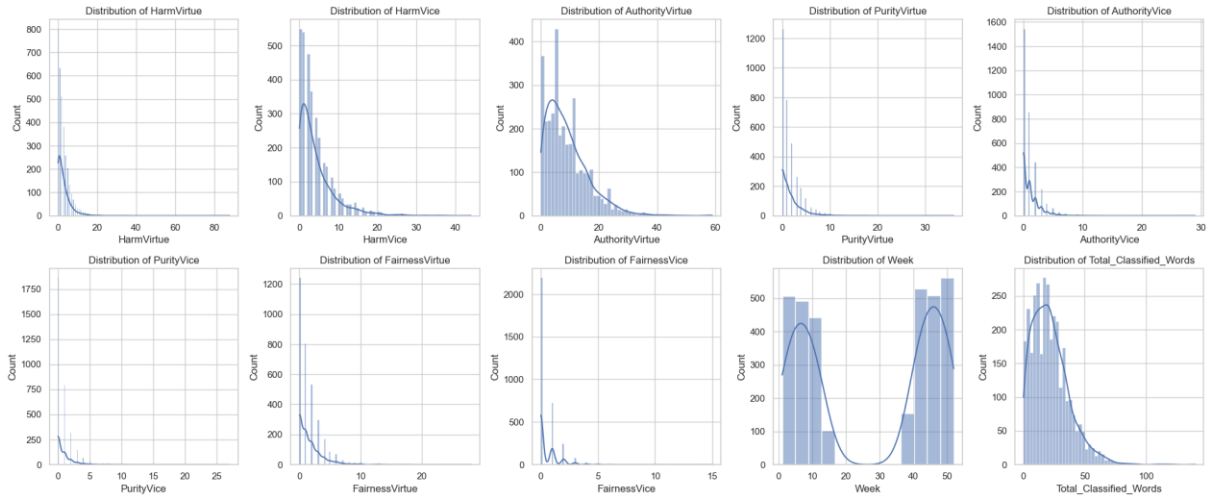 Distribution of HarmVirtue
Count
800
700
600
500
400
300
200
100
0
0 20 40 60 80
HarmVirtue
Distribution of HarmVice
Count
500
400
300
200
100
0
0 10 20 30 40
HarmVice
Distribution of AuthorityVirtue
Count
400
300
200
100
0
0 20 40 60
AuthorityVirtue
Distribution of PurityVirtue
Count
1200
1000
800
600
400
200
0
0 10 20 30
PurityVirtue
Distribution of AuthorityVice
Count
1600
1400
1200
1000
800
600
400
200
0
0 10 20 30
AuthorityVice
Distribution of PurityVice
Count
1750
1500
1250
1000
750
500
250
0
0 5 10 15 20 25
PurityVice
Distribution of FairnessVirtue
Count
1200
1000
800
600
400
200
0
0 10 20
FairnessVirtue
Distribution of FairnessVice
Count
2000
1500
1000
500
0
0 5 10 15
FairnessVice
Distribution of Week
Count
500
400
300
200
100
0
0 10 20 30 40 50
Week
Distribution of Total_Classified_Words
Count
250
200
150
100
50
0
0 50 100
Total_Classified_Words